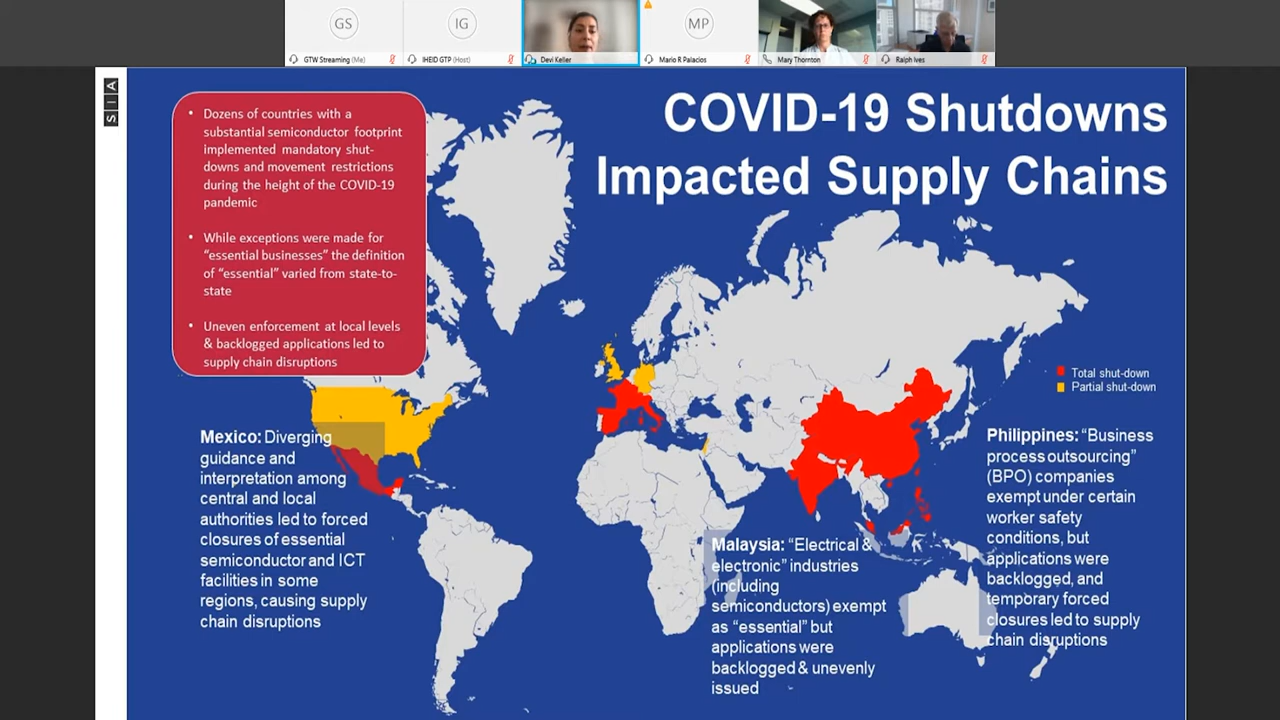 GS
IG
MP
GTW Streaming (Me)
IHEID GTP (Host)
Devi Keller
Mario R Palacios
Mary Thornton
Ralph Ives
SIA
COVID-19 Shutdowns
Impacted Supply Chains
• Dozens of countries with a
substantial semiconductor footprint
implemented mandatory shut-
downs and movement restrictions
during the height of the COVID-19
pandemic
• While exceptions were made for
“essential businesses” the definition
of “essential” varied from state-to-
state
• Uneven enforcement at local levels
& backlogged applications led to
supply chain disruptions
Total shut-down
Partial shut-down
Mexico: Diverging
guidance and
interpretation among
central and local
authorities led to forced
closures of essential
semiconductor and ICT
facilities in some
regions, causing supply
chain disruptions
Malaysia: “Electrical &
electronic” industries
(including
semiconductors) exempt
as “essential” but
applications were
backlogged & unevenly
issued
Philippines: “Business
process outsourcing”
(BPO) companies
exempt under certain
worker safety
conditions, but
applications were
backlogged, and
temporary forced
closures led to supply
chain disruptions